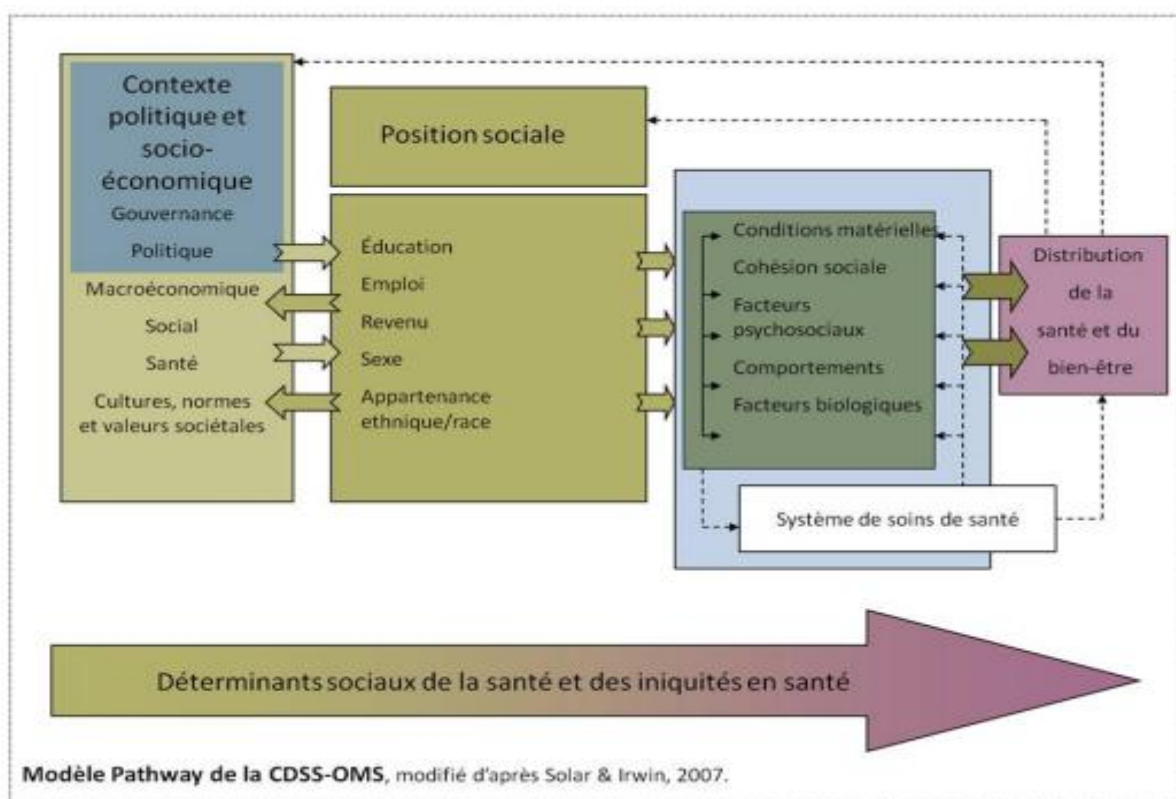 Contexte
politique et
socio-
économique
Gouvernance
Politique
Macroéconomique
Social
Santé
Cultures, normes
et valeurs sociétales
Position sociale
Éducation
Emploi
Revenu
Sexe
Appartenance
ethnique/race
Conditions matérielles
Cohésion sociale
Facteurs
psychosociaux
Comportements
Facteurs biologiques
Système de soins de santé
Distribution
de la
santé et du
bien-être
Déterminants sociaux de la santé et des iniquités en santé
Modèle Pathway de la CDSS-OMS, modifié d'après Solar & Irwin, 2007.